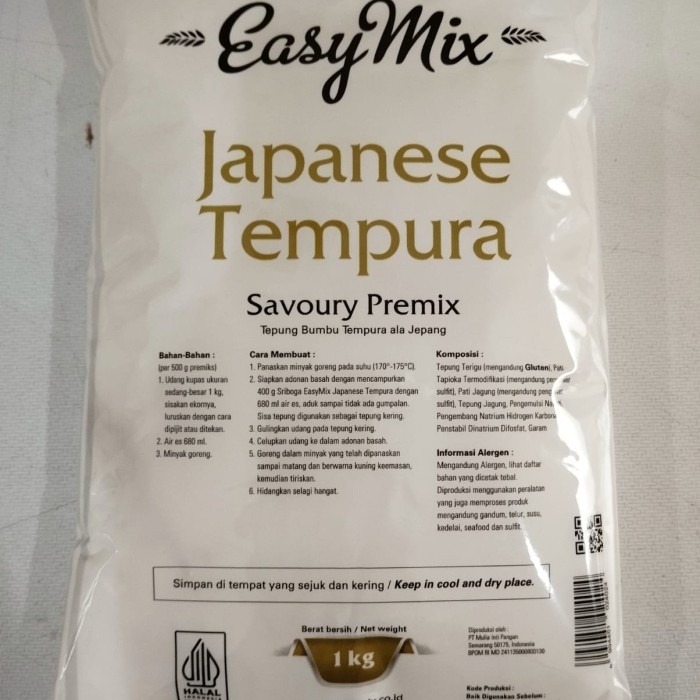 EasyMix
Japanese
Tempura
Savoury Premix
Tepung Bumbu Tempura ala Jepang
Bahan-Bahan :
(per 500 g premiks)
1. Udang kupas ukuran
sedang-besar 1 kg,
sisakan ekornya,
luruskan dengan cara
dipijit atau ditekan.
2. Air es 680 ml.
3. Minyak goreng.
Cara Membuat :
1. Panaskan minyak goreng pada suhu (170°-175°C).
2. Siapkan adonan basah dengan mencampurkan
400 g Sriboga EasyMix Japanese Tempura dengan
680 ml air es, aduk sampai tidak ada gumpalan.
Sisa tepung digunakan sebagai tepung kering.
3. Gulingkan udang pada tepung kering.
4. Celupkan udang ke dalam adonan basah.
5. Goreng dalam minyak yang telah dipanaskan
sampai matang dan berwarna kuning keemasan,
kemudian tiriskan.
6. Hidangkan selagi hangat.
Komposisi :
Tepung Terigu (mengandung Gluten), Pati
Tapioka Termodifikasi (mengandung
sulfit), Pati Jagung (mengandung
sulfit), Tepung Jagung, Pengemulsi
Pengembang Natrium Hidrogen
Penstabil Dinatrium Difosfat, Garam
Informasi Alergen :
Mengandung Alergen, lihat daftar
bahan yang dicetak tebal.
Diproduksi menggunakan peralatan
yang juga memproses produk
mengandung gandum, telur, susu,
kedelai, seafood dan sulfit.
Simpan di tempat yang sejuk dan kering / Keep in cool and dry place.
Berat bersih / Net weight
1 kg
HALAL
INDONESIA
Diproduksi oleh :
PT Mulia Inti Pangan
Semarang 50175, Indonesia
BPOM RI MD
Kode Produksi :
Baik Digunakan Sebelum :
co.id